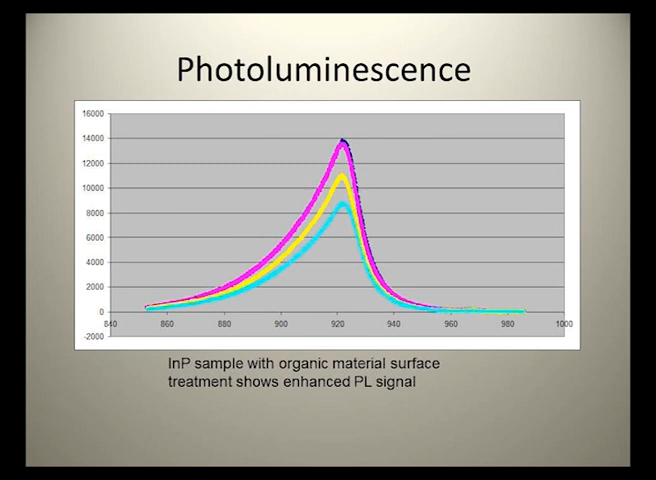 Photoluminescence
16000
14000
12000
10000
8000
6000
4000
2000
0
-2000
840 860 880 900 920 940 960 980 1000
InP sample with organic material surface
treatment shows enhanced PL signal